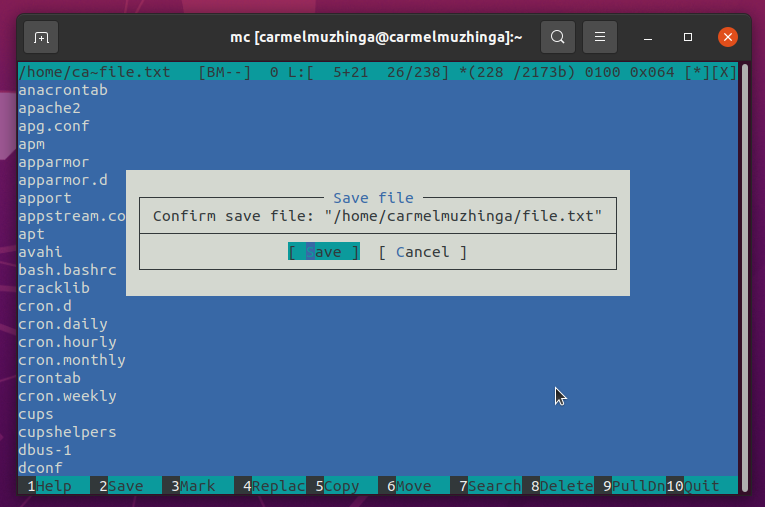 mc [carmelmuzhinga@carmelmuzhinga]:~
/home/ca~file.txt   [BM--]  0 L:[  5+21  26/238] *(228 /2173b) 0100 0x064 [*][X]
anacrontab
apache2
apg.conf
apm
apparmor
apparmor.d
apport
appstream.co
apt
avahi
bash.bashrc
cracklib
cron.d
cron.daily
cron.hourly
cron.monthly
crontab
cron.weekly
cups
cupshelpers
dbus-1
dconf
Save file
Confirm save file: "/home/carmelmuzhinga/file.txt"
[ Save ]  [ Cancel ]
1Help  2Save  3Mark  4Replac 5Copy  6Move  7Search 8Delete 9PullDn 10Quit